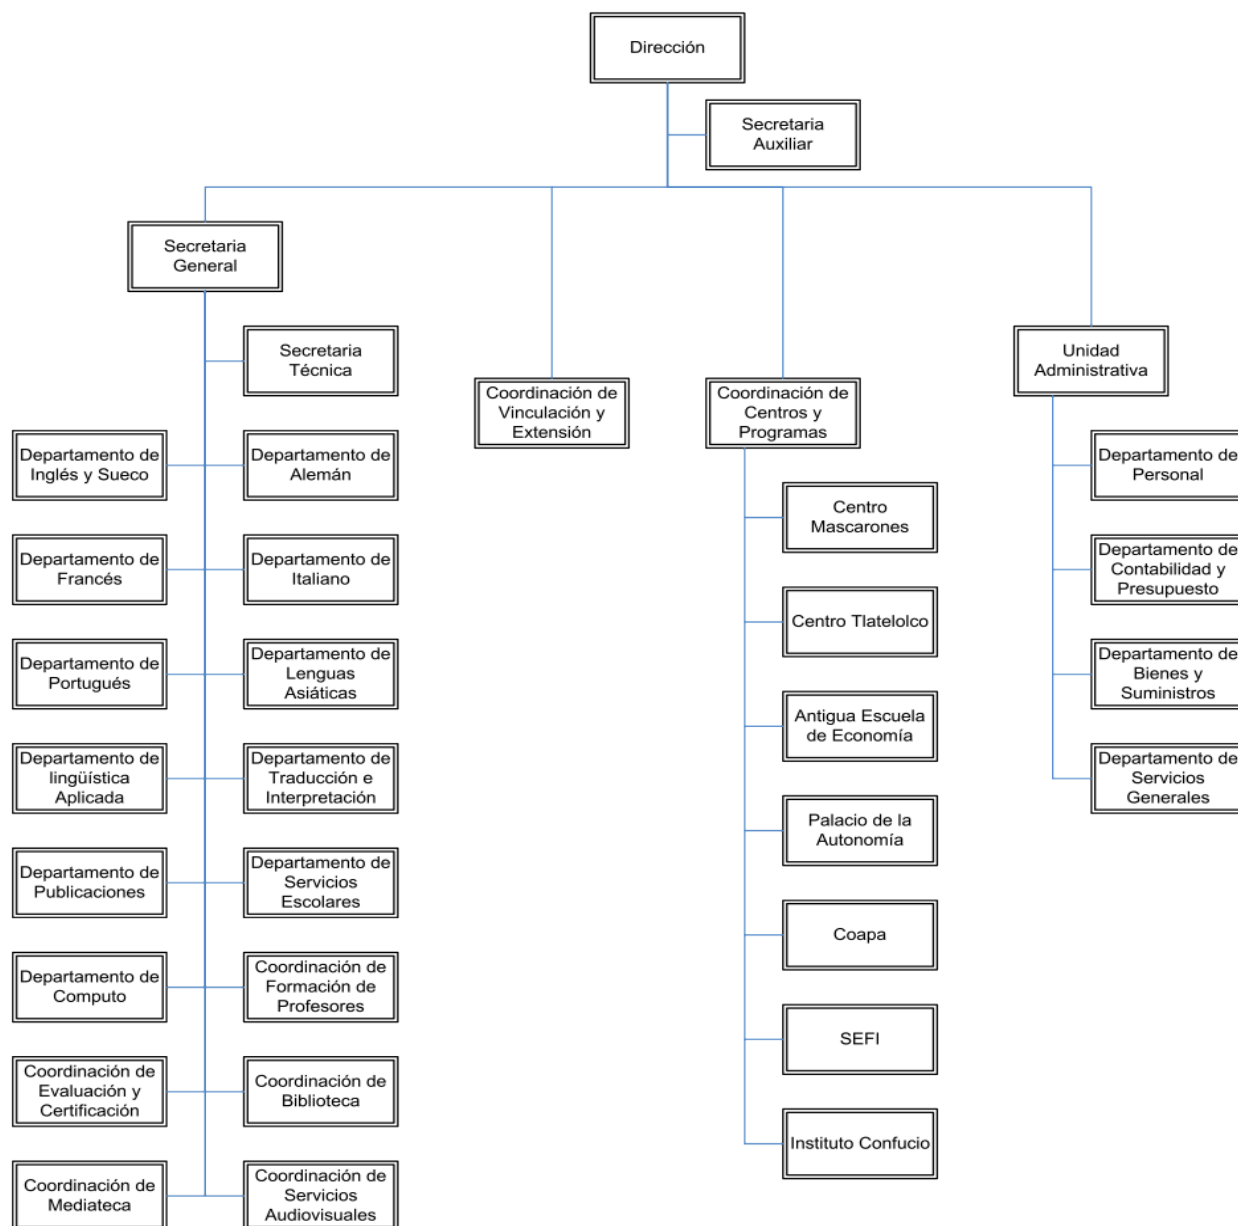 Dirección
Secretaria
Auxiliar
Secretaria
General
Secretaria
Técnica
Departamento de
Inglés y Sueco
Departamento de
Alemán
Departamento de
Francés
Departamento de
Italiano
Departamento de
Portugués
Departamento de
Lenguas
Asiáticas
Departamento de
lingüística
Aplicada
Departamento de
Traducción e
Interpretación
Departamento de
Publicaciones
Departamento de
Servicios
Escolares
Departamento de
Computo
Coordinación de
Formación de
Profesores
Coordinación de
Evaluación y
Certificación
Coordinación de
Biblioteca
Coordinación de
Mediateca
Coordinación de
Servicios
Audiovisuales
Coordinación de
Vinculación y
Extensión
Coordinación de
Centros y
Programas
Centro
Mascarones
Centro Tlatelolco
Antigua Escuela
de Economía
Palacio de la
Autonomía
Coapa
SEFI
Instituto Confucio
Unidad
Administrativa
Departamento de
Personal
Departamento de
Contabilidad y
Presupuesto
Departamento de
Bienes y
Suministros
Departamento de
Servicios
Generales